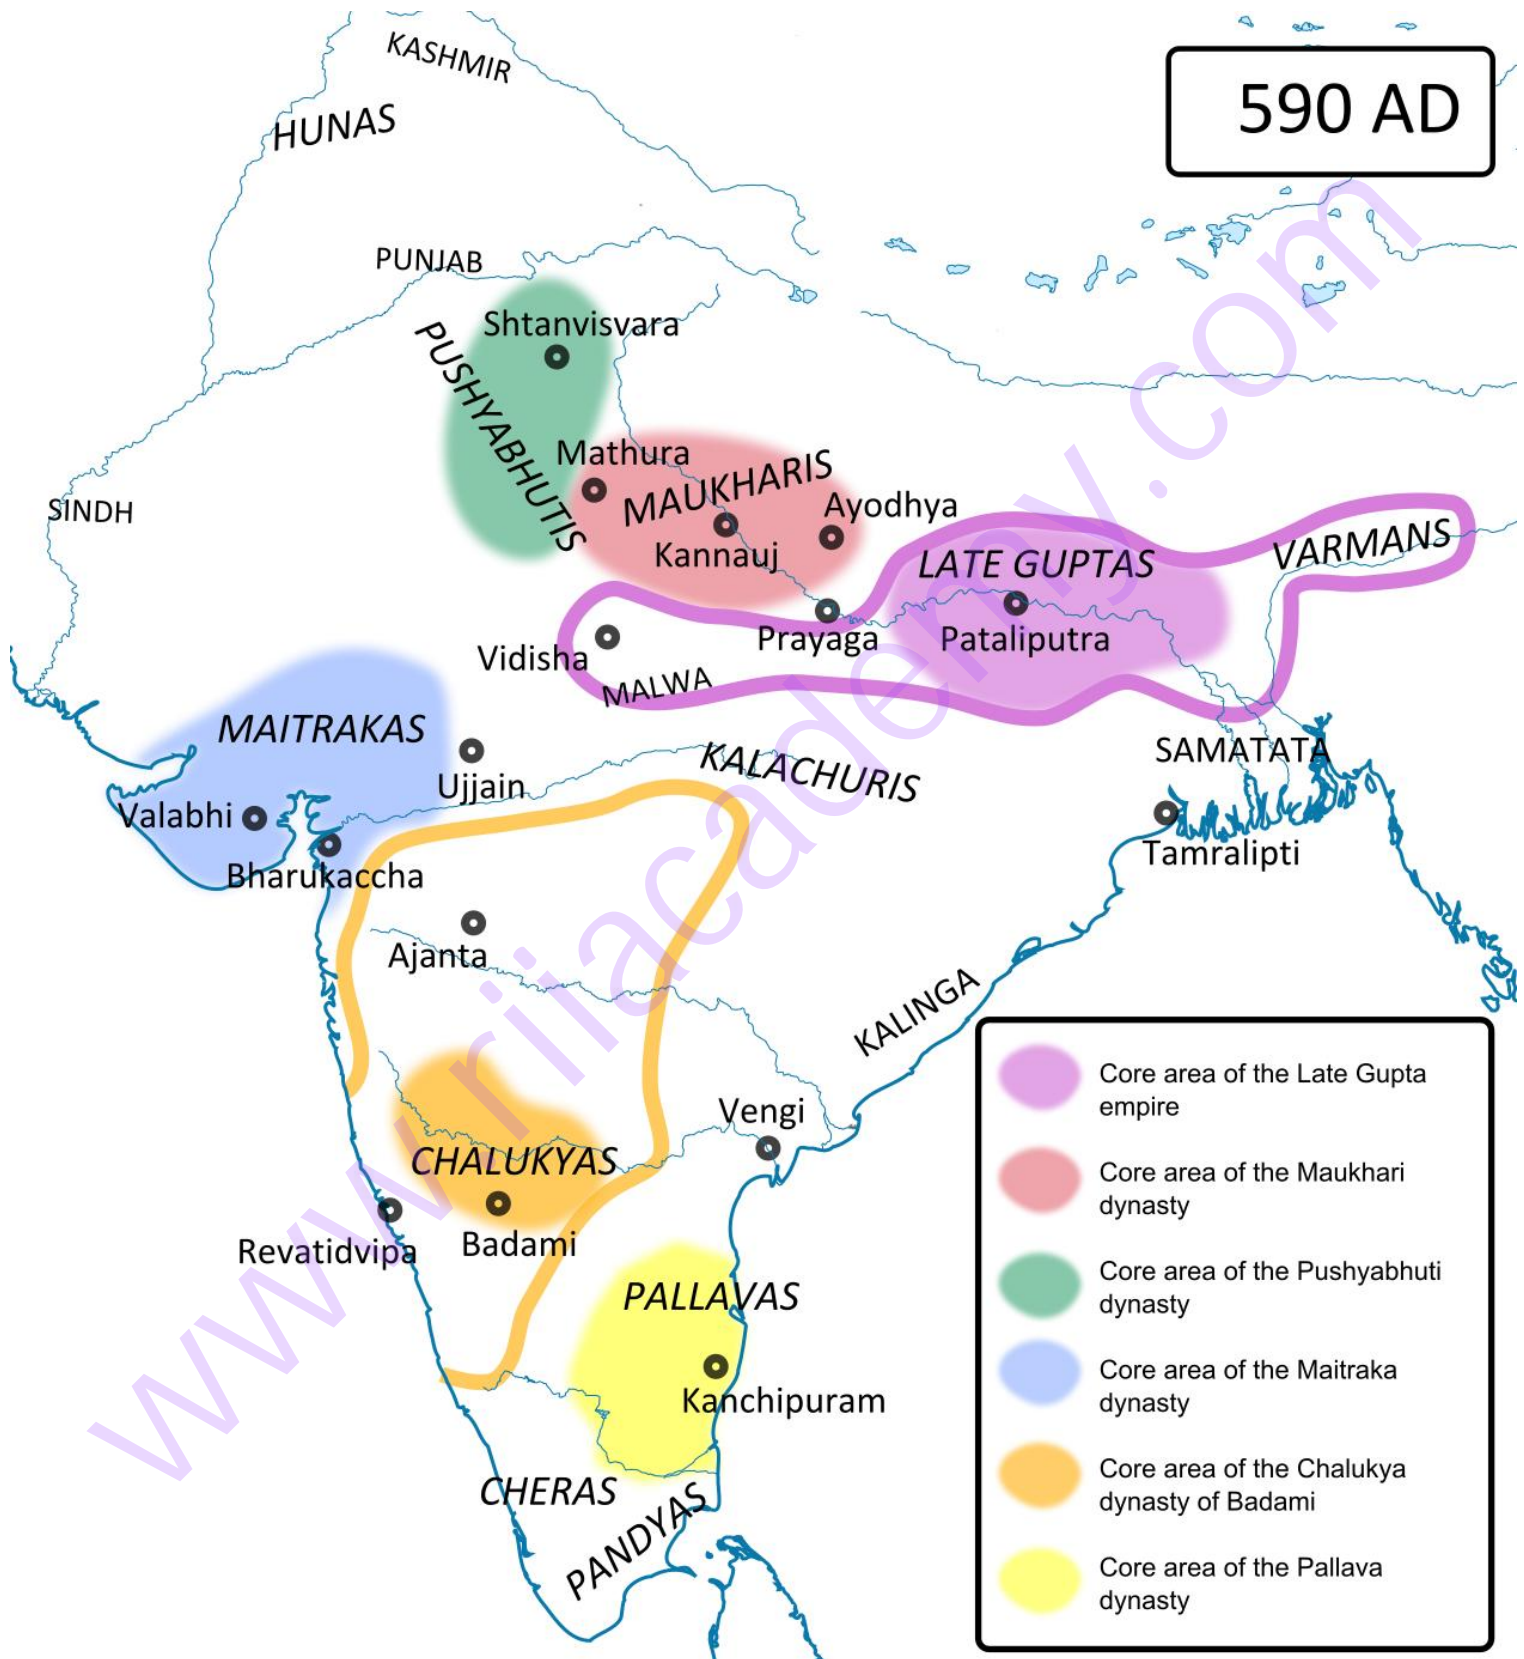 KASHMIR
590 AD
HUNAS
PUNJAB
Shtanvisvara
PUSHYABHUTIS
Mathura
MAUKHARIS
Ayodhya
SINDH
Kannauj
LATE GUPTAS
VARMANS
Prayaga
Pataliputra
Vidisha
MALWA
MAITRAKAS
SAMATATA
KALACHURIS
Ujjain
Valabhi
Tamralipti
Bharukaccha
Ajanta
KALINGA
Vengi
CHALUKYAS
Revatidvipa
Badami
PALLAVAS
Kanchipuram
CHERAS
PANDYAS
Core area of the Late Gupta
empire
Core area of the Maukhari
dynasty
Core area of the Pushyabhuti
dynasty
Core area of the Maitraka
dynasty
Core area of the Chalukya
dynasty of Badami
Core area of the Pallava
dynasty